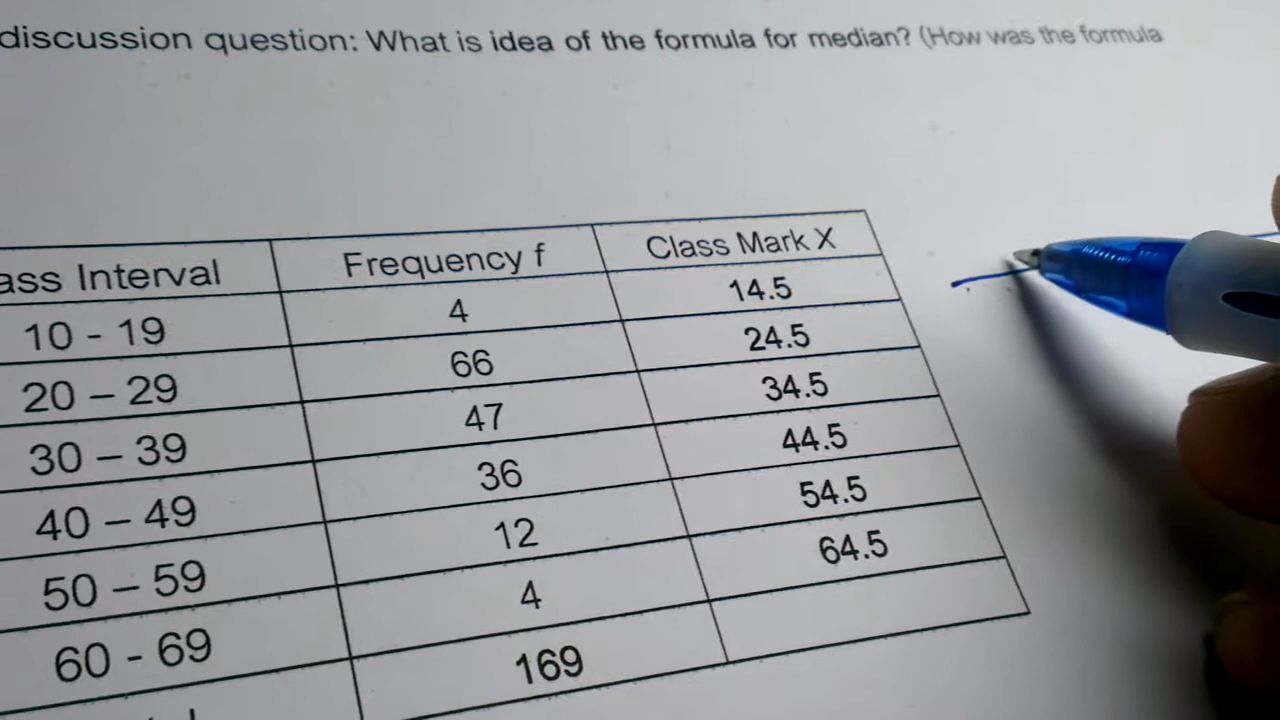 discussion question: What is idea of the formula for median? (How was the formula
ass Interval Frequency f Class Mark X
10 - 19 4 14.5
20 – 29 66 24.5
30 – 39 47 34.5
40 – 49 36 44.5
50 – 59 12 54.5
60 - 69 4 64.5
169